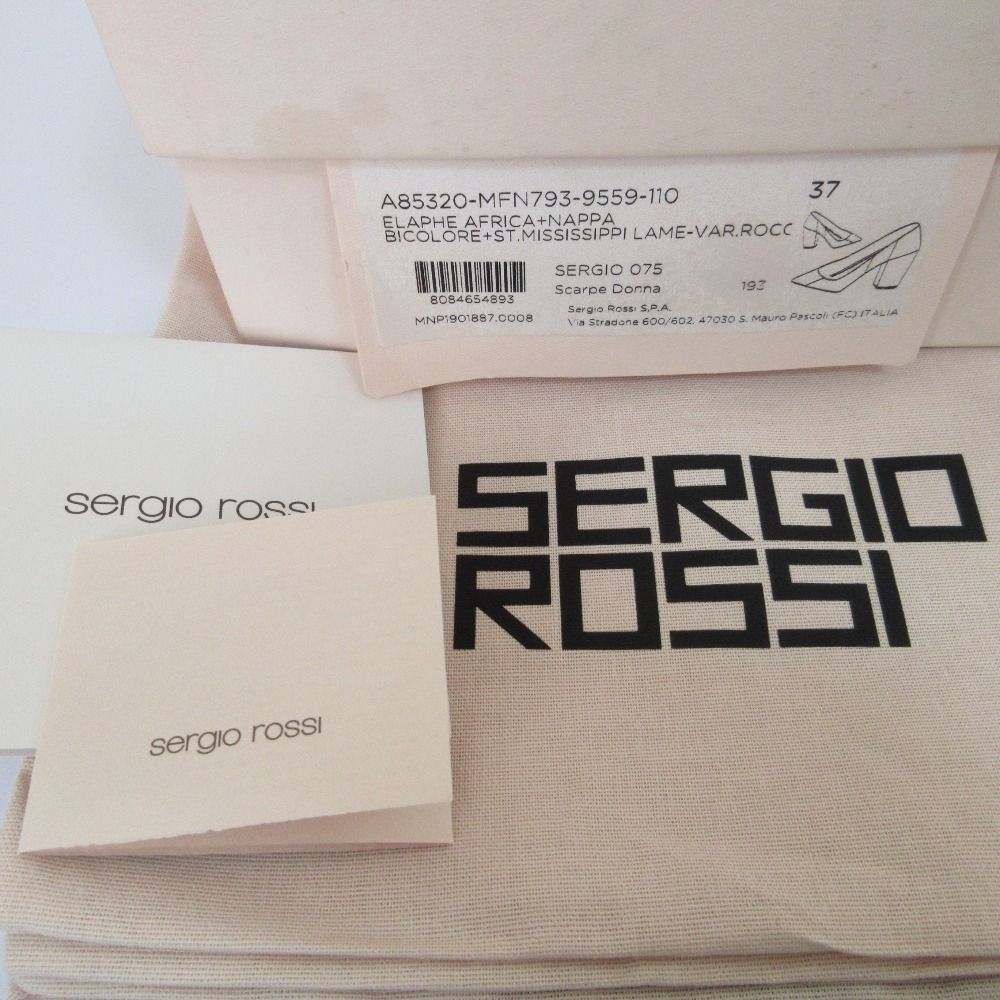 A85320-MFN793-9559-110
37
ELAPHE AFRICA+NAPPA
BICOLORE+ST.MISSISSIPPI LAME-VAR.ROCC
SERGIO 075
8084654893
Scarpe Donna
193
MNP1901887.0008
Sergio Rossi S.P.A.
Via Stradone 600/602, 47030 S. Mauro Pascoli (FC) ITALIA
sergio rossi
SERGIO
ROSSI
sergio rossi